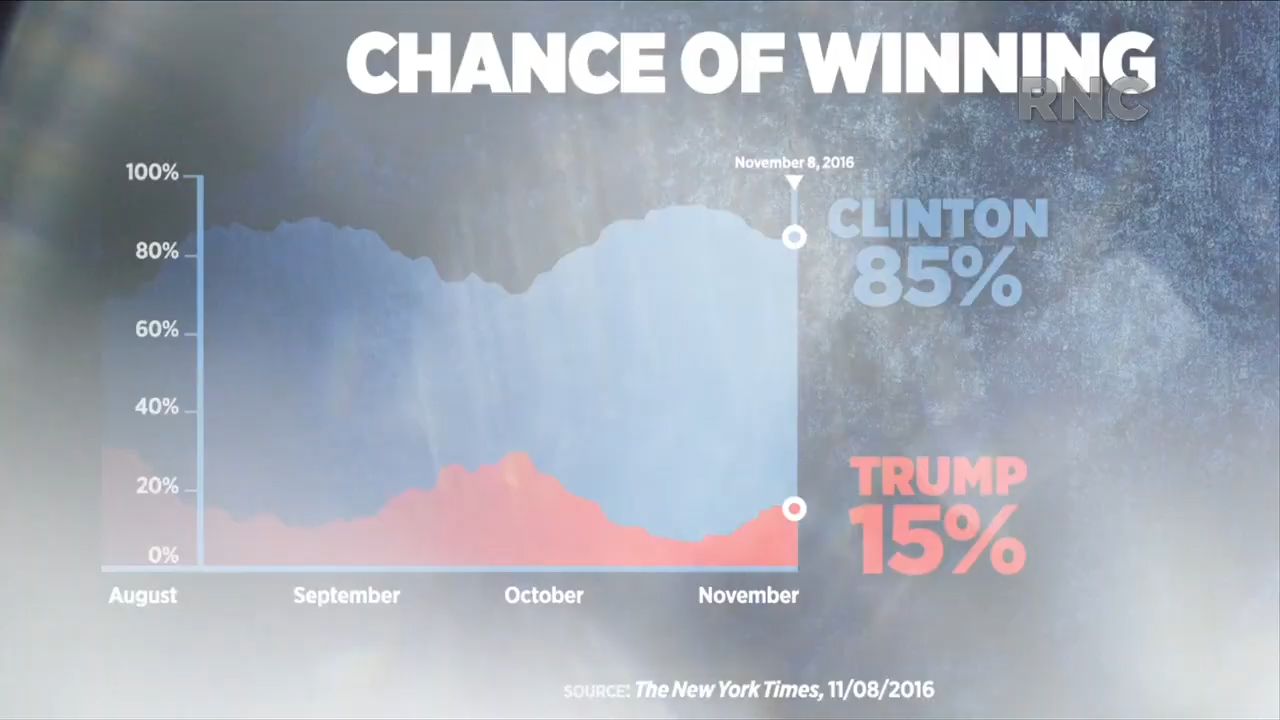 CHANCE OF WINNING
RNC
November 8, 2016
100%
80%
60%
40%
20%
0%
CLINTON
85%
TRUMP
15%
August September October November
SOURCE: The New York Times, 11/08/2016